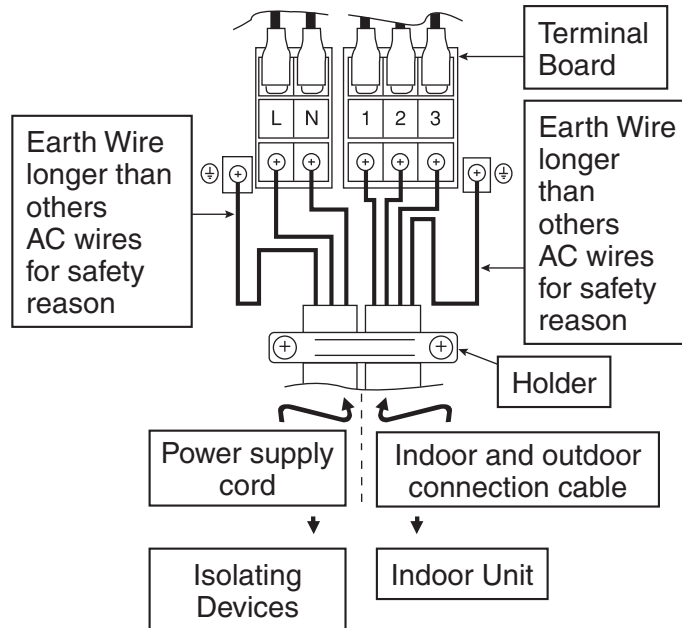 Terminal
Board
L N 1 2 3
Earth Wire
longer than
others
AC wires
for safety
reason
Earth Wire
longer
than
others
AC wires
for safety
reason
Holder
Power supply
cord
Indoor and outdoor
connection cable
Isolating
Devices
Indoor Unit